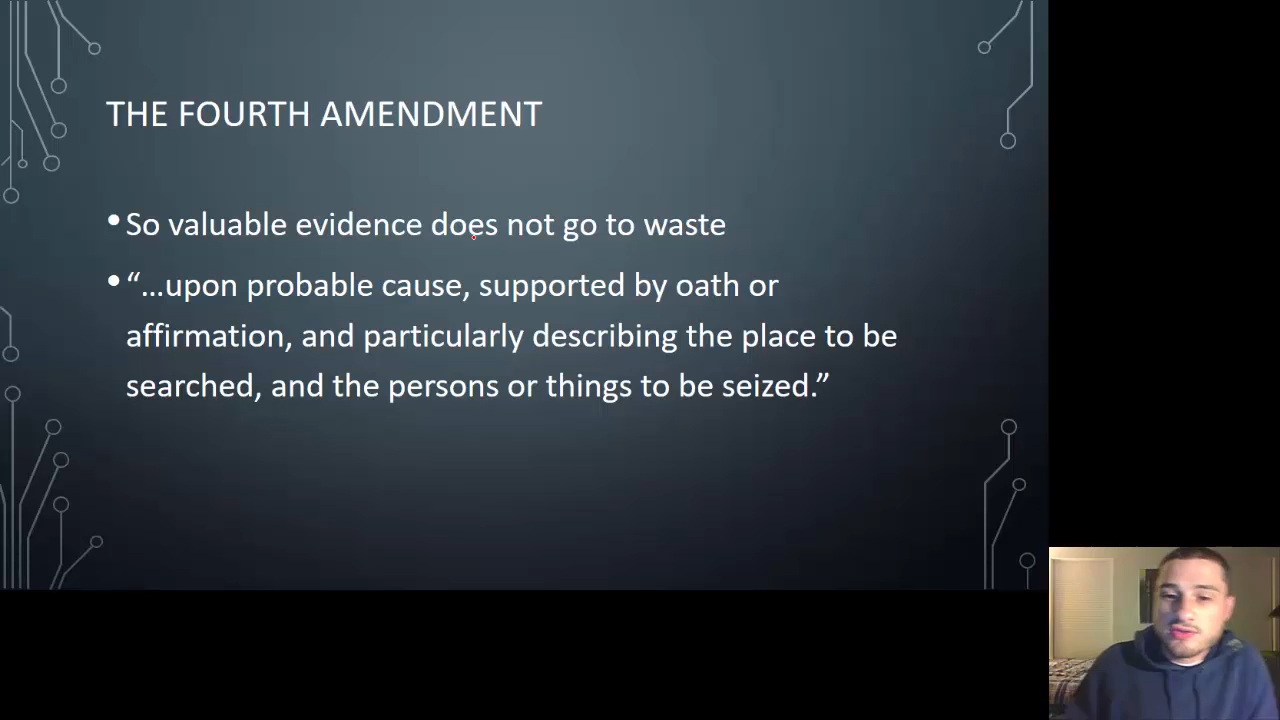 THE FOURTH AMENDMENT
•So valuable evidence does not go to waste
•“…upon probable cause, supported by oath or
affirmation, and particularly describing the place to be
searched, and the persons or things to be seized.”